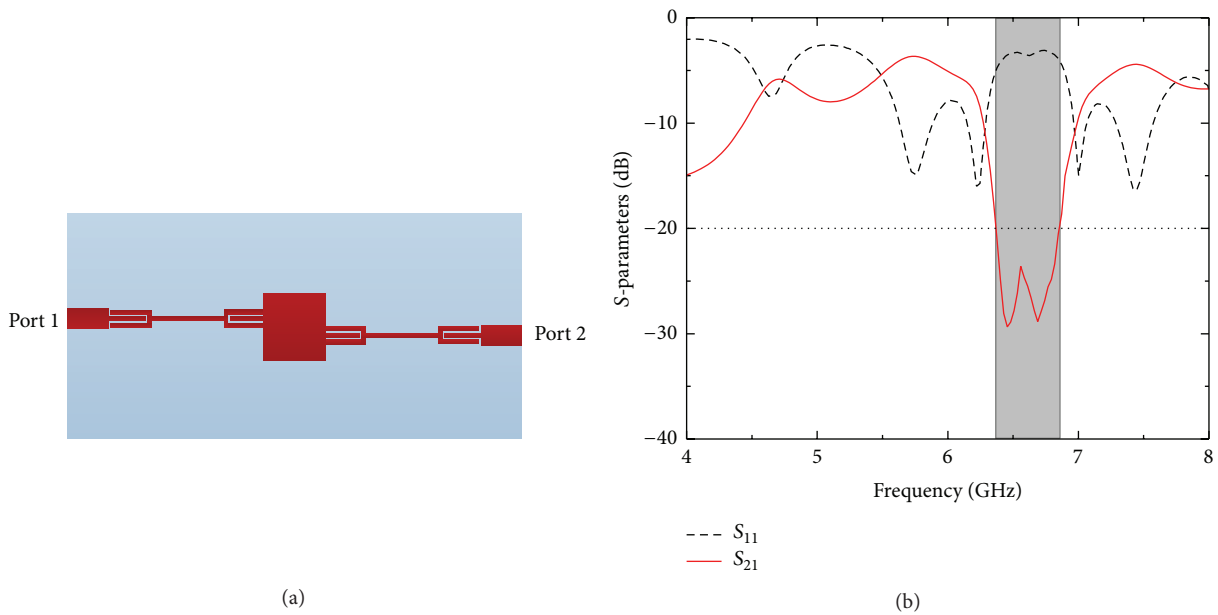 Port 1
Port 2
(a)
S-parameters (dB)
0
−10
−20
−30
−40
4
5
6
7
8
Frequency (GHz)
S11
S21
(b)